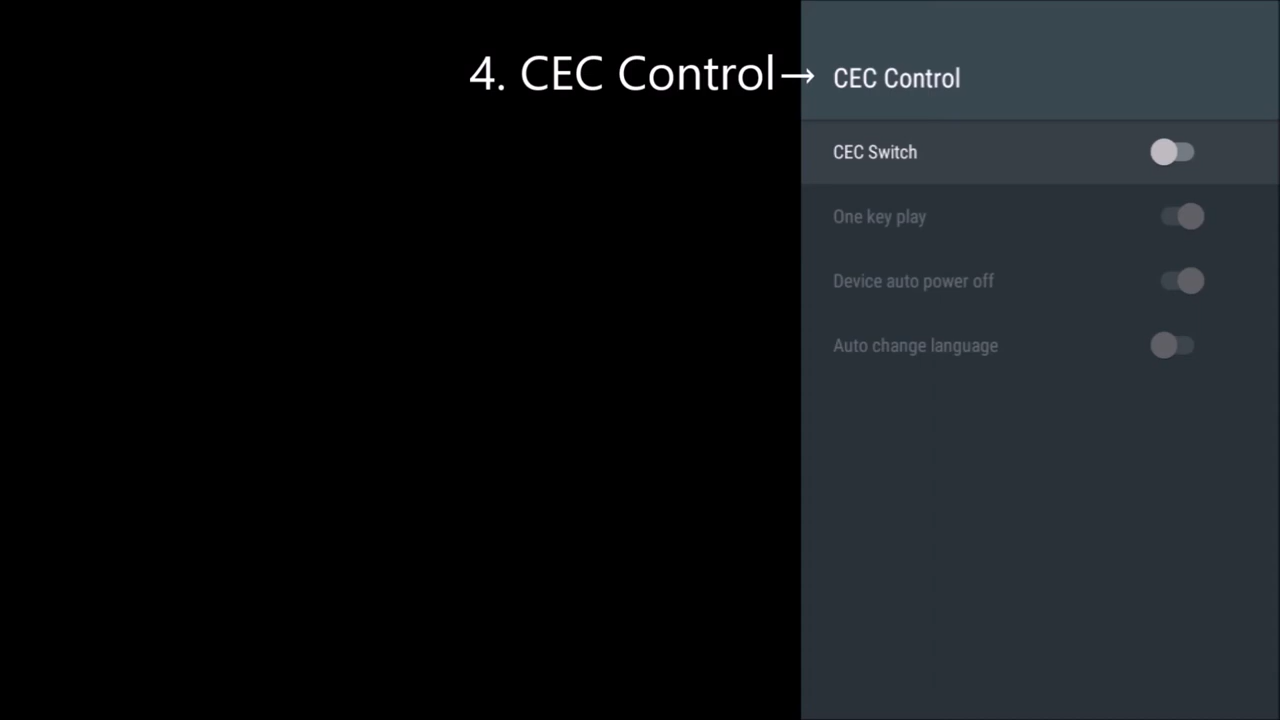 4. CEC Control→
CEC Control
CEC Switch
One key play
Device auto power off
Auto change language